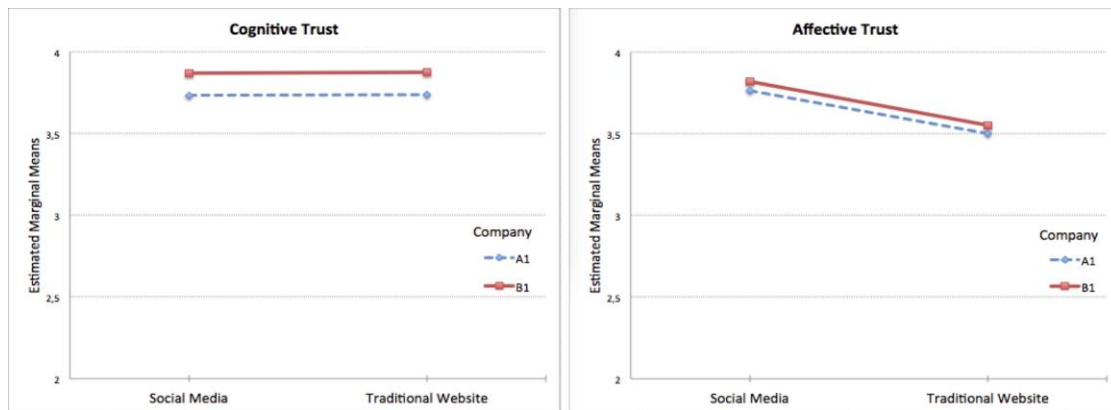 Cognitive Trust
4
3,5
3
2,5
2
Estimated Marginal Means
Company
A1
B1
Social Media
Traditional Website
Affective Trust
4
3,5
3
2,5
2
Estimated Marginal Means
Company
A1
B1
Social Media
Traditional Website